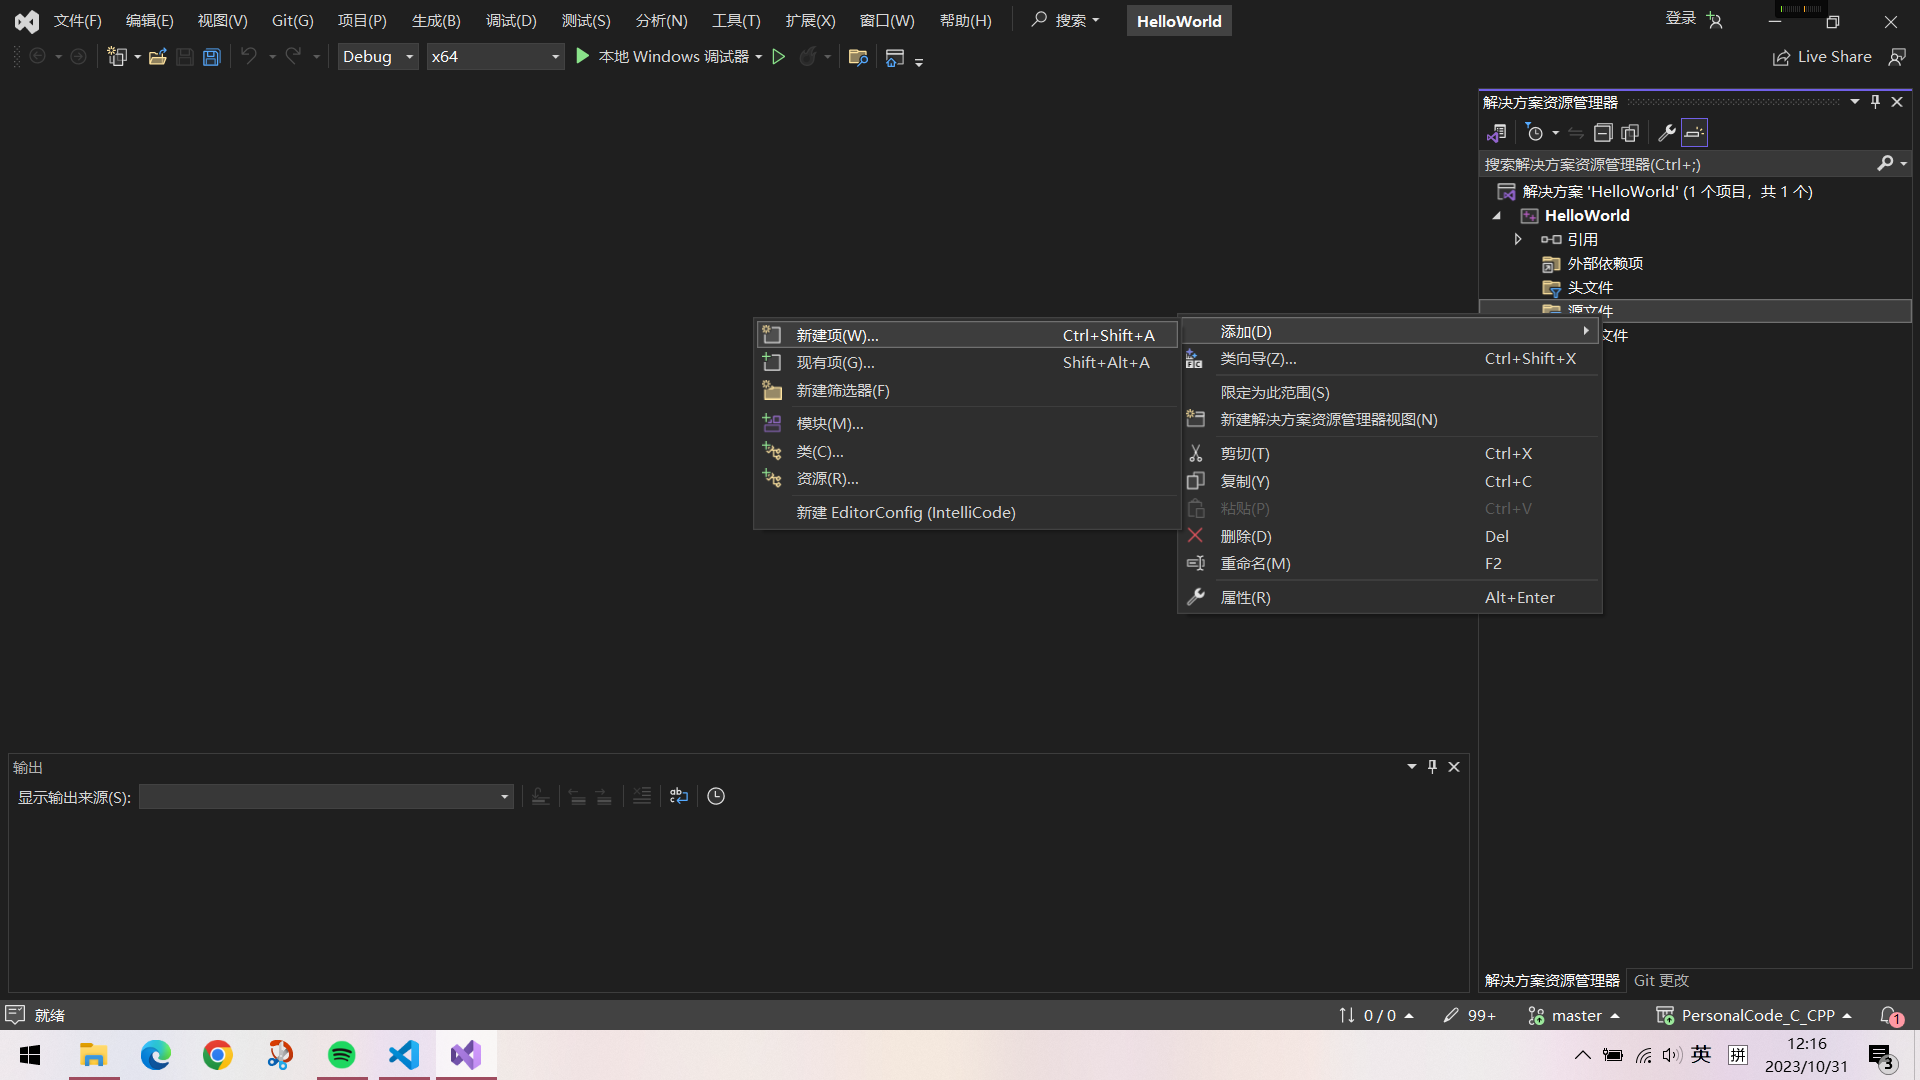 文件(F) 编辑(E) 视图(V) Git(G) 项目(P) 生成(B) 调试(D) 测试(S) 分析(N) 工具(T) 扩展(X) 窗口(W) 帮助(H) 搜索 HelloWorld 登录
Debug x64 本地 Windows 调试器 Live Share
解决方案资源管理器
搜索解决方案资源管理器(Ctrl+;)
解决方案 'HelloWorld' (1 个项目，共 1 个)
HelloWorld
引用
外部依赖项
头文件
源文件
文件
添加(D)
类向导(Z)... Ctrl+Shift+X
限定为此范围(S)
新建解决方案资源管理器视图(N)
剪切(T) Ctrl+X
复制(Y) Ctrl+C
粘贴(P) Ctrl+V
删除(D) Del
重命名(M) F2
属性(R) Alt+Enter
新建项(W)... Ctrl+Shift+A
现有项(G)... Shift+Alt+A
新建筛选器(F)
模块(M)...
类(C)...
资源(R)...
新建 EditorConfig (IntelliCode)
输出
显示输出来源(S):
解决方案资源管理器 Git 更改
就绪 0 / 0 99+ master PersonalCode_C_CPP 1
英 拼 12:16
2023/10/31 3